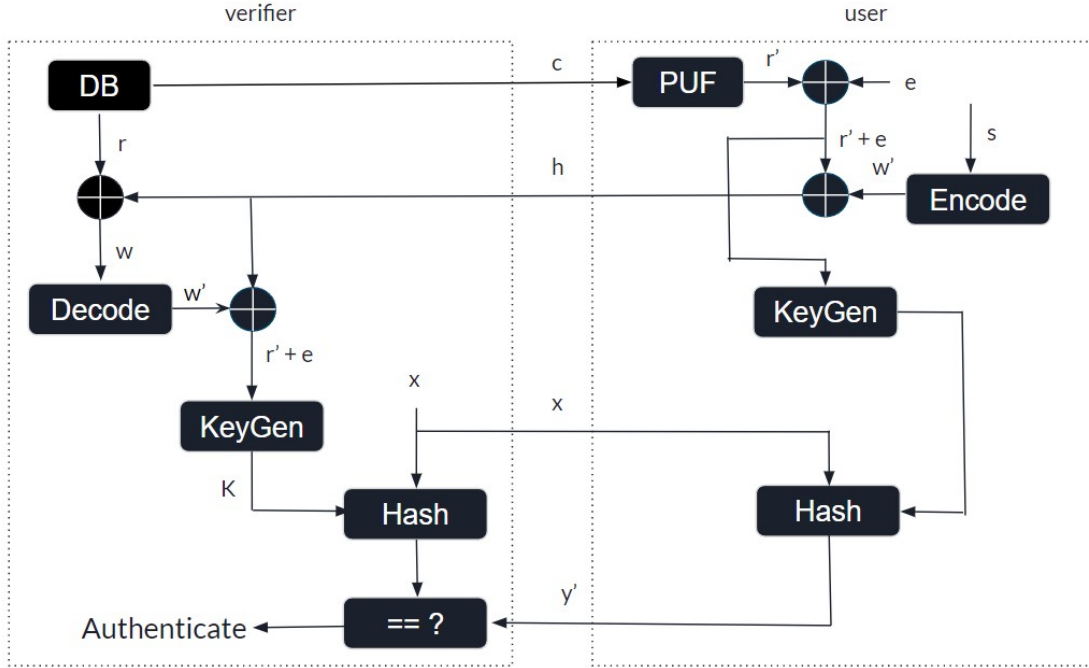 verifier
user
DB
c
PUF
r’
e
r
r’ + e
s
h
w’
Encode
w
Decode
w’
KeyGen
r’ + e
x
KeyGen
x
K
Hash
Hash
y’
== ?
Authenticate